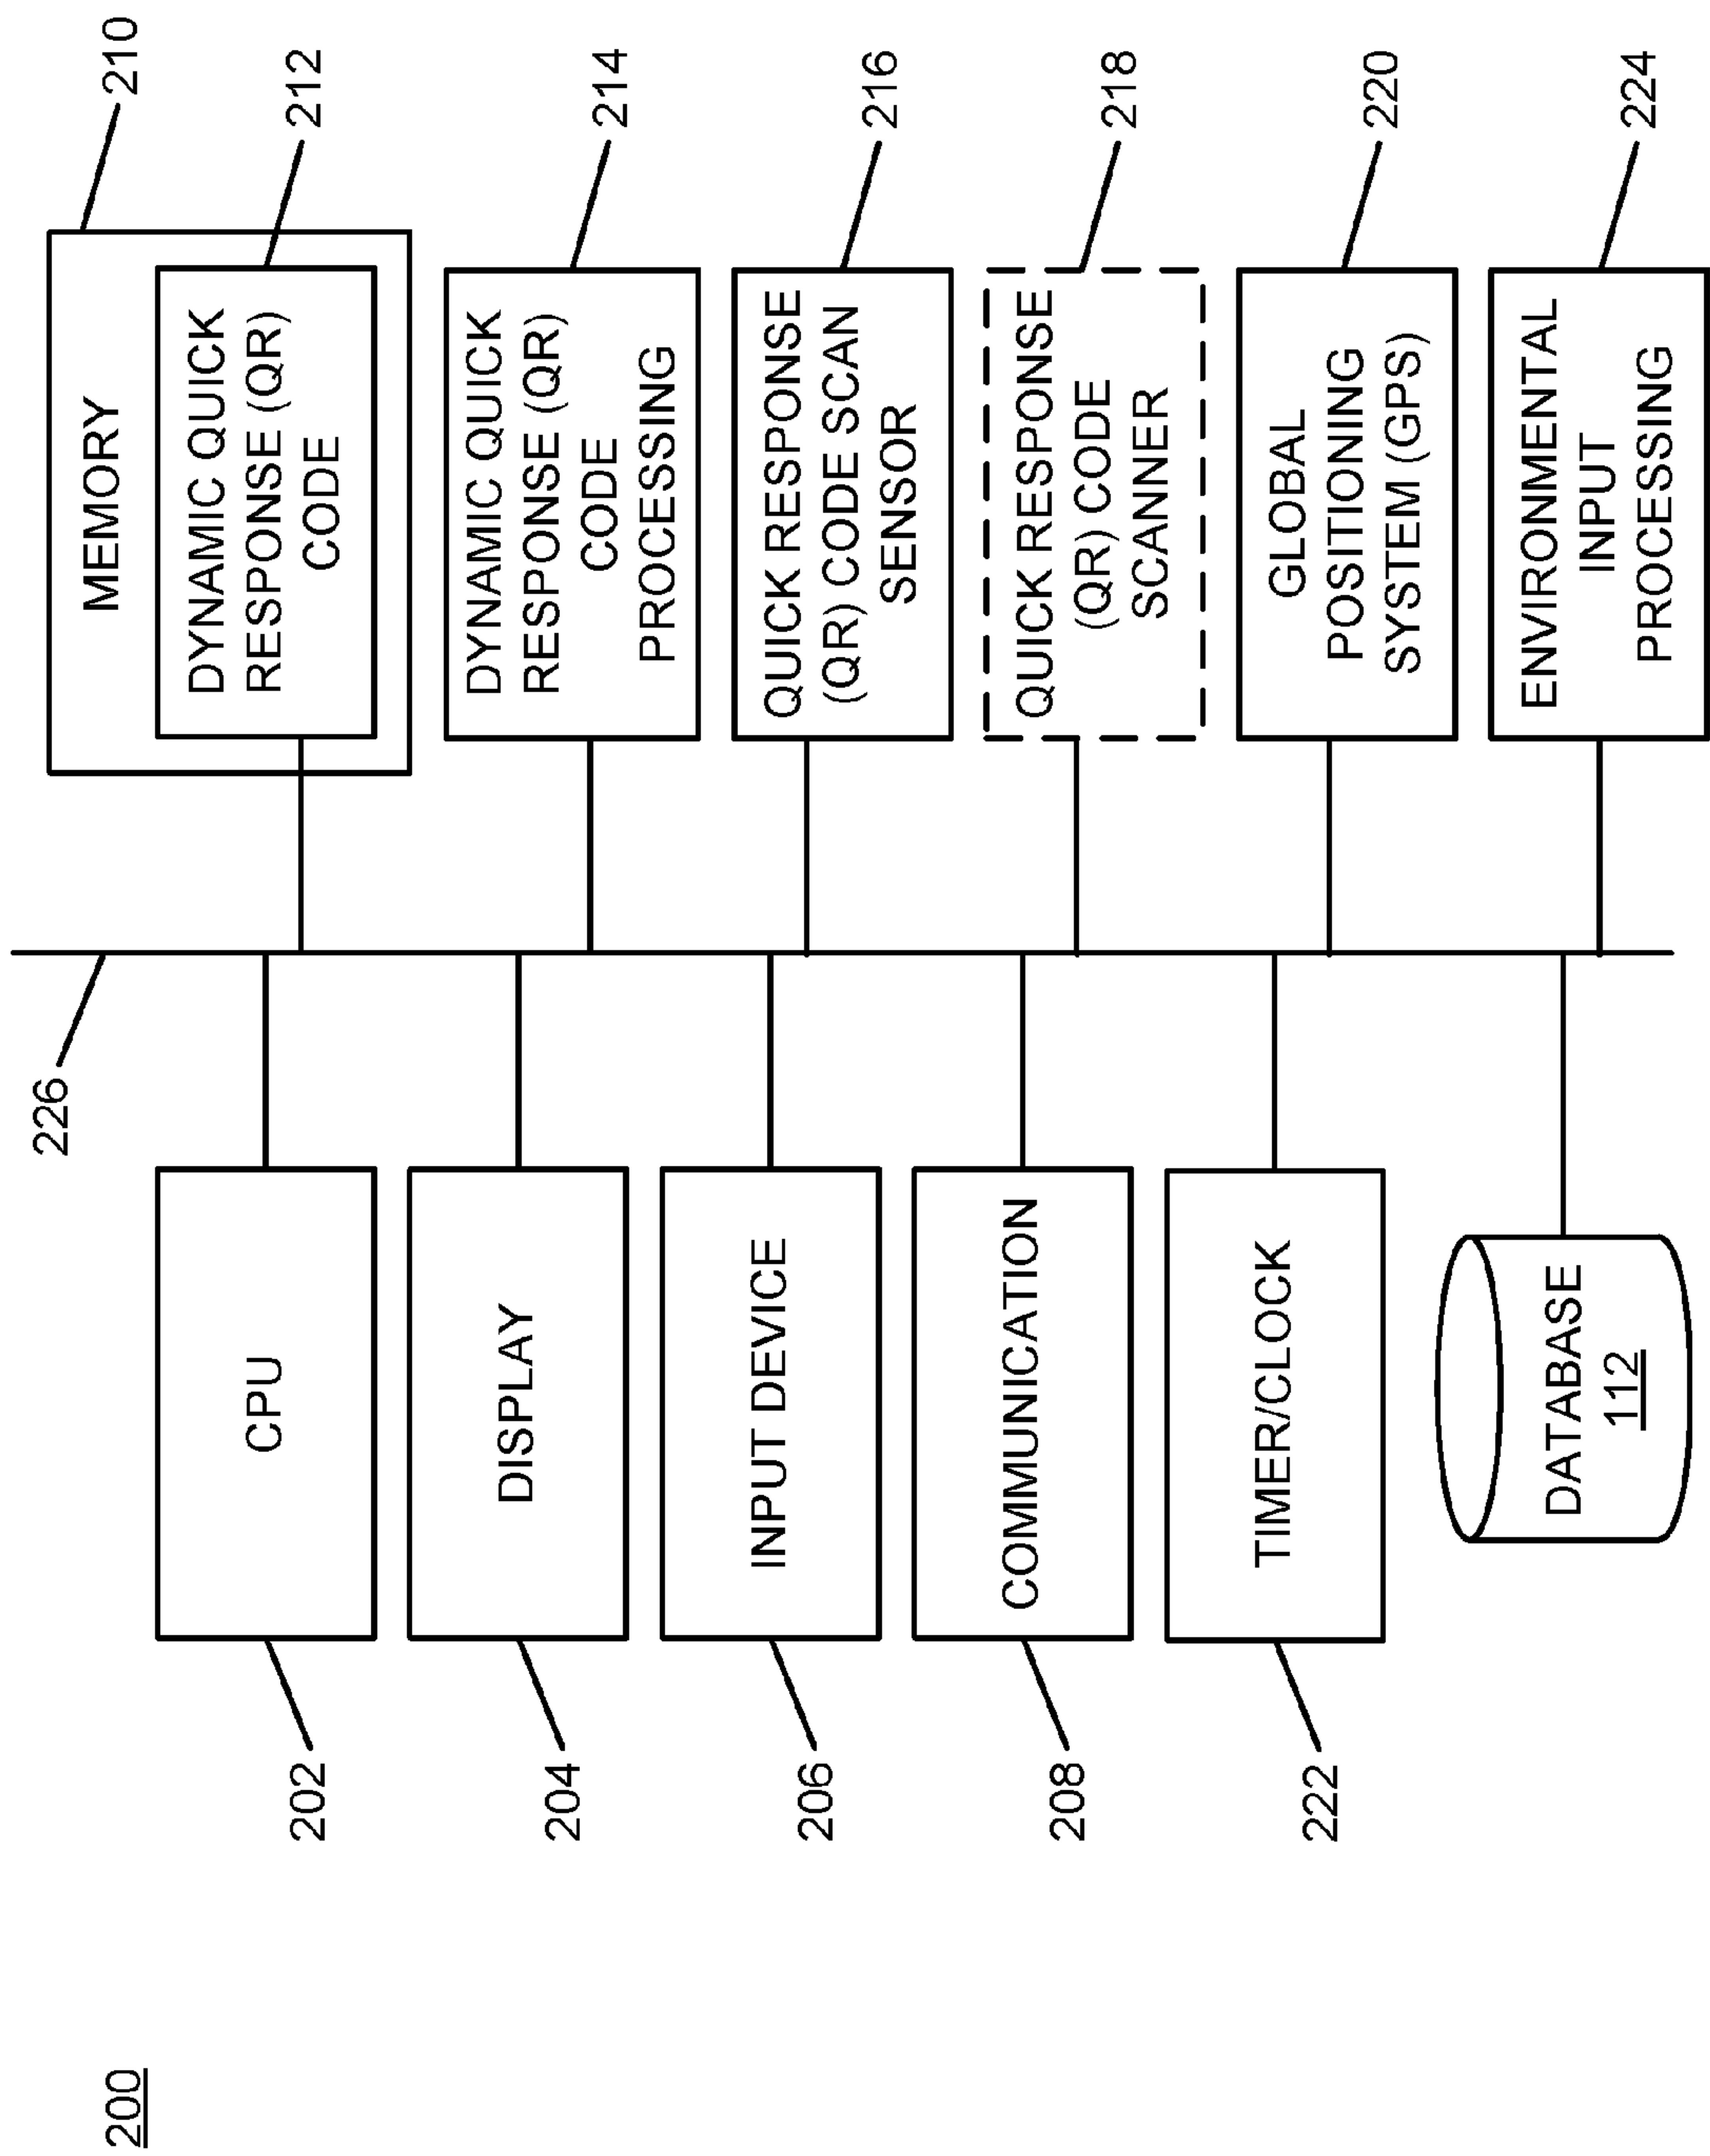 200
226
202
CPU
204
DISPLAY
206
INPUT DEVICE
208
COMMUNICATION
222
TIMER/CLOCK
DATABASE
112
MEMORY
210
DYNAMIC QUICK
RESPONSE (QR)
CODE
212
DYNAMIC QUICK
RESPONSE (QR)
CODE
PROCESSING
214
QUICK RESPONSE
(QR) CODE SCAN
SENSOR
216
QUICK RESPONSE
(QR) CODE
SCANNER
218
GLOBAL
POSITIONING
SYSTEM (GPS)
220
ENVIRONMENTAL
INPUT
PROCESSING
224